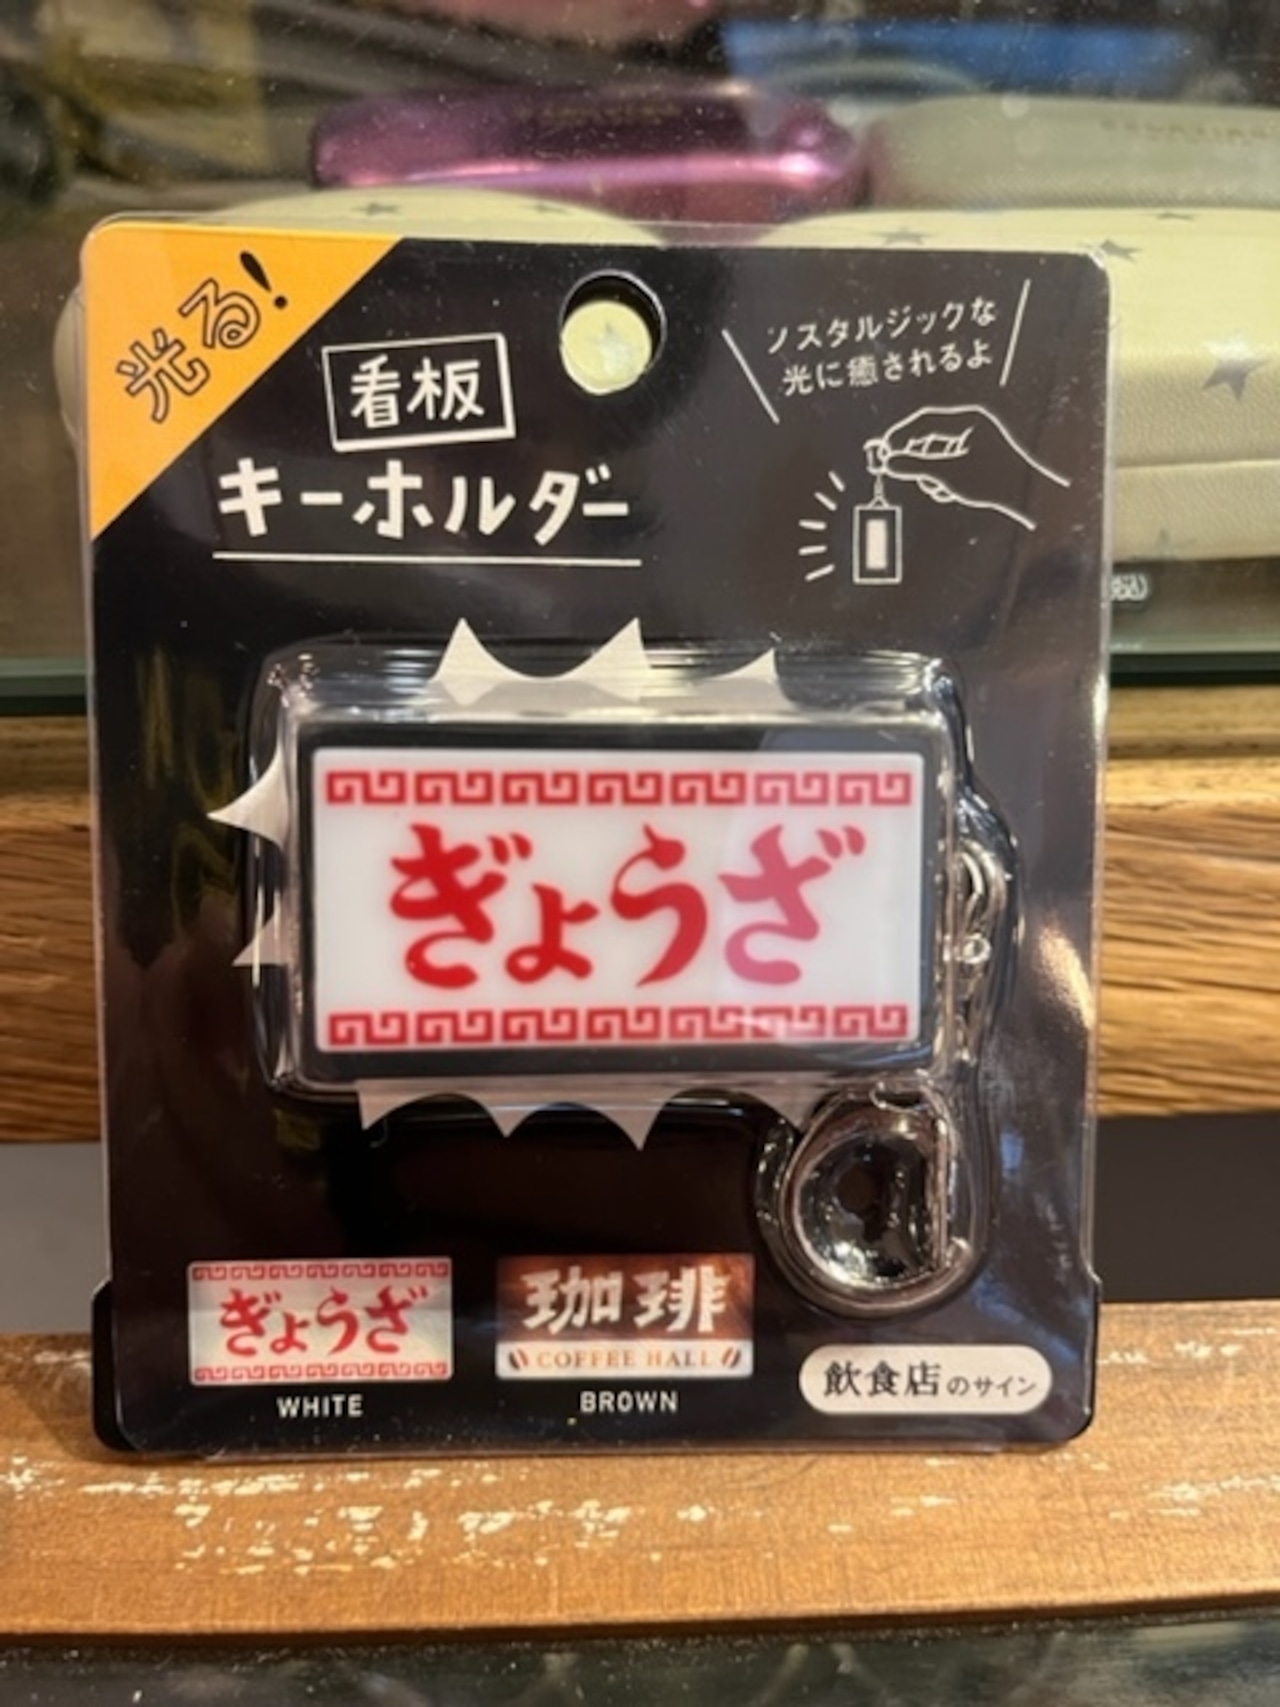 光る!
看板
キーホルダー
ノスタルジックな
光に癒されるよ
ぎょうざ
ぎょうざ
WHITE
珈琲
COFFEE HALL
BROWN
飲食店のサイン